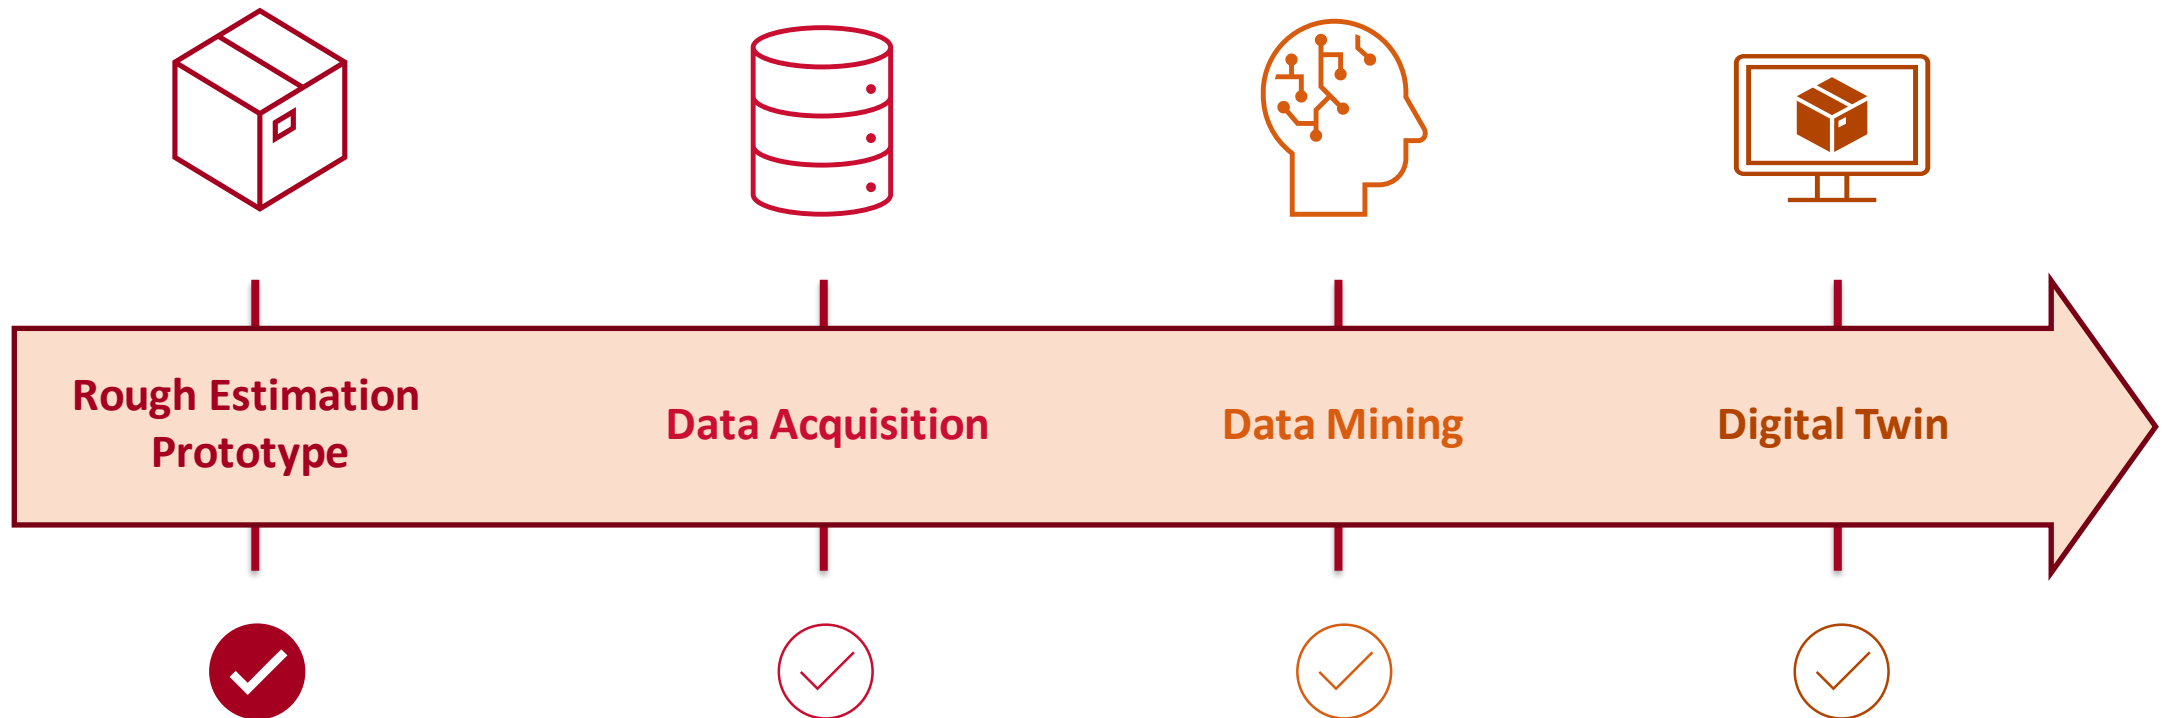 Rough Estimation
Prototype
Data Acquisition
Data Mining
Digital Twin